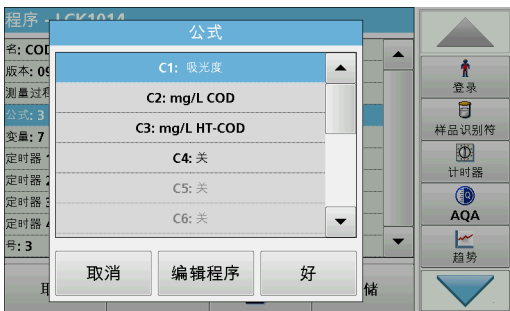 程序 - LCK1014
公式
名: COD
版本: 09
测量过程
公式: 3
变量: 7
定时器 1
定时器 2
定时器 3
定时器 4
号: 3
C1: 吸光度
C2: mg/L COD
C3: mg/L HT-COD
C4: 关
C5: 关
C6: 关
取消
编辑程序
好
取
储
登录
样品识别符
计时器
AQA
趋势